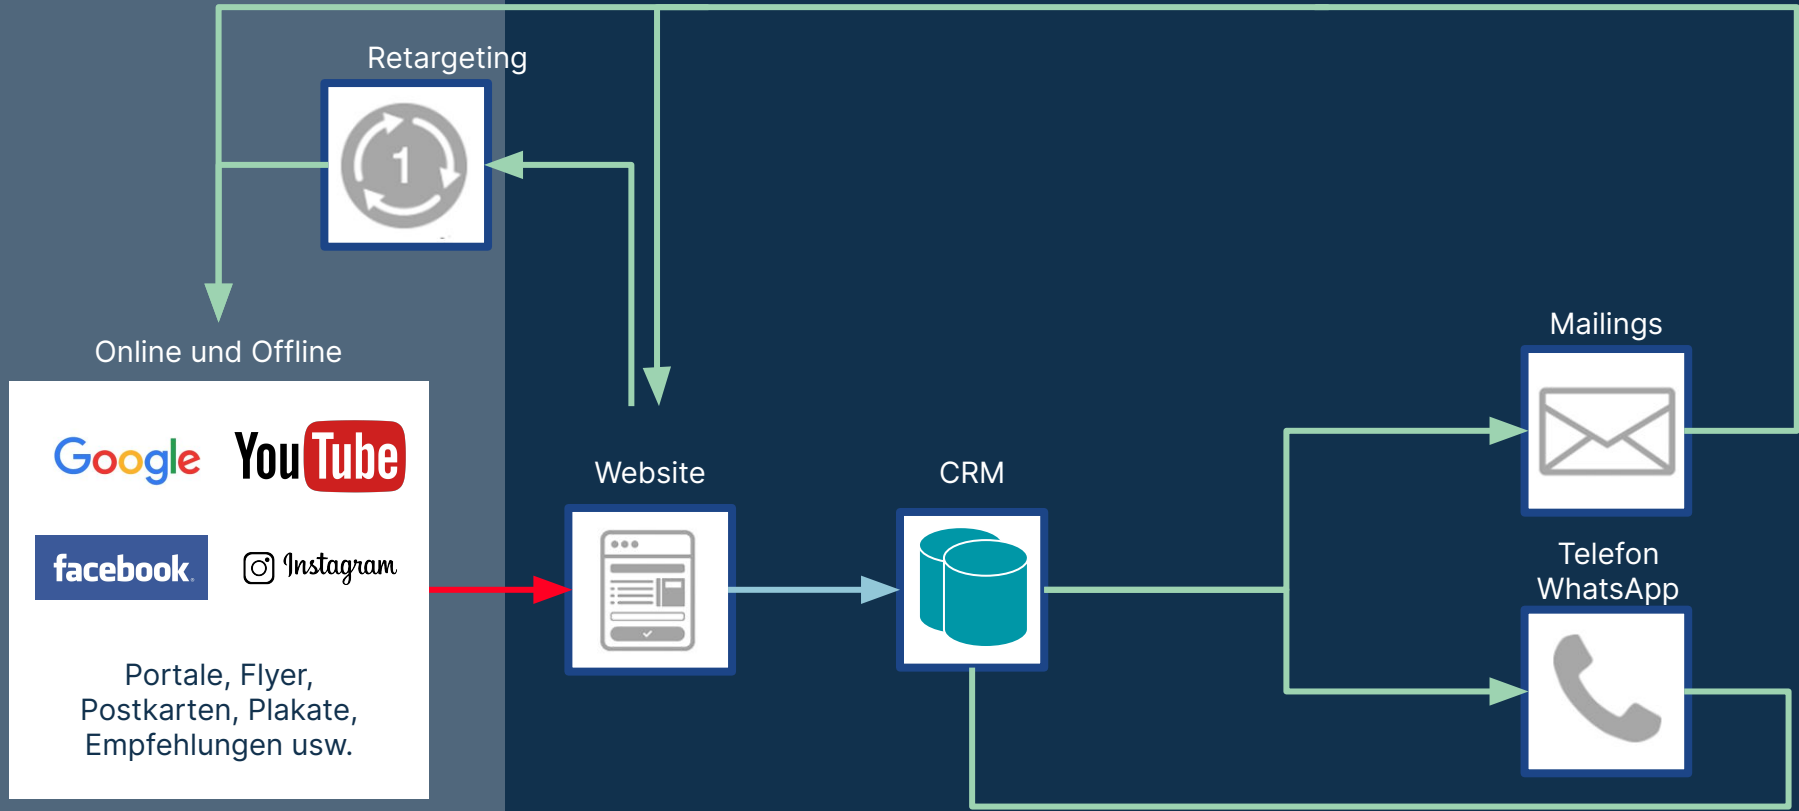 Retargeting
1
Online und Offline
Google YouTube
facebook Instagram
Portale, Flyer,
Postkarten, Plakate,
Empfehlungen usw.
Website
CRM
Mailings
Telefon
WhatsApp